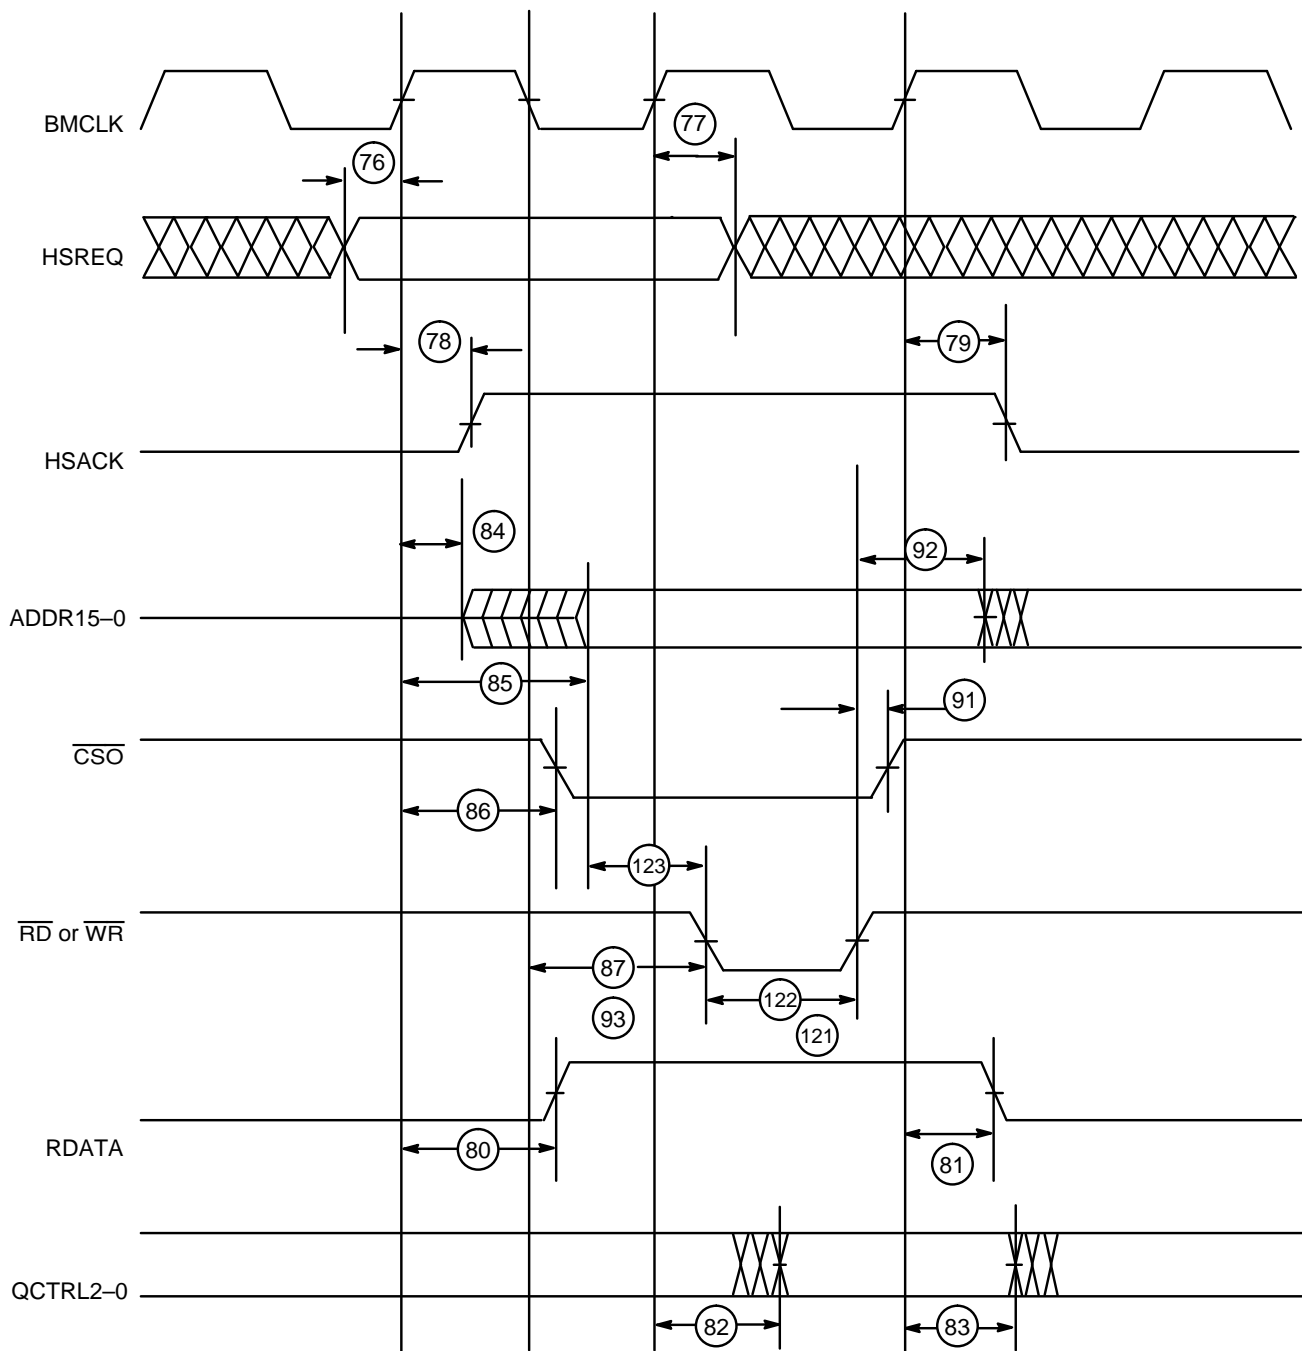 BMCLK
77
76
HSREQ
78
79
HSACK
84
92
ADDR15–0
85
91
CSO
86
123
RD or WR
87
122
93
121
RDATA
80
81
QCTRL2–0
82
83